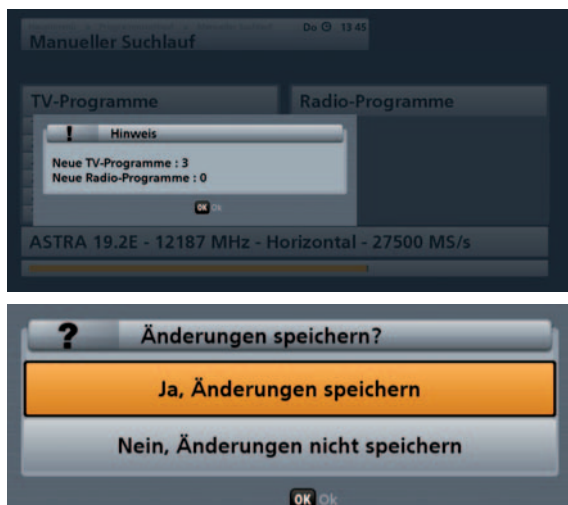 Do 13 45
Manueller Suchlauf
TV-Programme
Radio-Programme
! Hinweis
Neue TV-Programme : 3
Neue Radio-Programme : 0
OK Ok
ASTRA 19.2E - 12187 MHz - Horizontal - 27500 MS/s
? Änderungen speichern?
Ja, Änderungen speichern
Nein, Änderungen nicht speichern
OK Ok